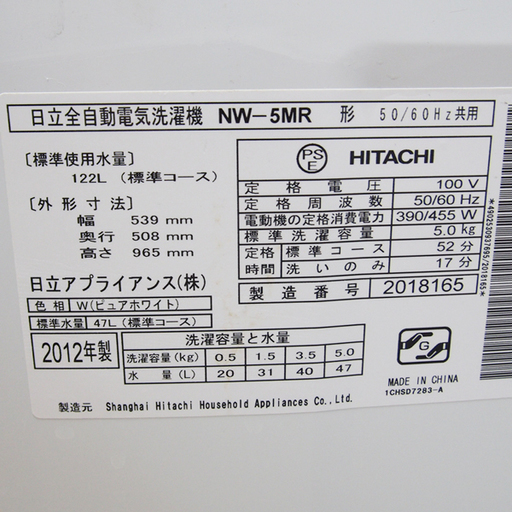 日立全自動電気洗濯機 NW-5MR 形 50/60Hz共用
〔標準使用水量〕
122L (標準コース)
〔外形寸法〕
幅 539 mm
奥行 508 mm
高さ 965 mm
日立アプライアンス(株)
色相 W(ピュアホワイト)
標準水量 47L (標準コース)
PS
E
HITACHI
定格電圧 100 V
定格周波数 50/60 Hz
電動機の定格消費電力 390/455 W
標準洗濯容量 5.0kg
定格時間 標準コース 52分
洗いのみ 17分
製造番号 2018165
2012年製
洗濯容量と水量
洗濯容量(kg) 0.5 1.5 3.5 5.0
水量(L) 20 31 40 47
G
MADE IN CHINA
1CHSD7283-A
製造元 Shanghai Hitachi Household Appliances Co.,Ltd.